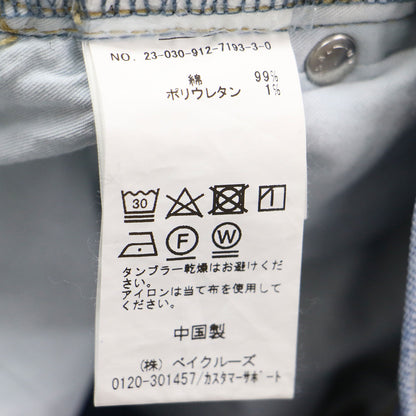 NO. 23-030-912-7193-3-0
綿 99%
ポリウレタン 1%
30
F W
タンブラー乾燥はお避けください。
アイロンは当て布を使用してください。
中国製
（株）ベイクルーズ
0120-301457/カスタマーサポート